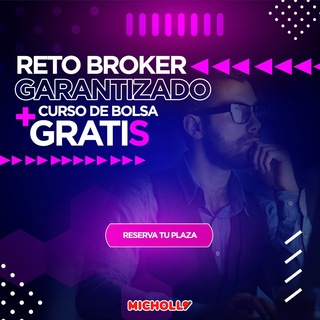 RETO BROKER
GARANTIZADO
+ CURSO DE BOLSA
GRATIS
RESERVA TU PLAZA
MICHOLLO